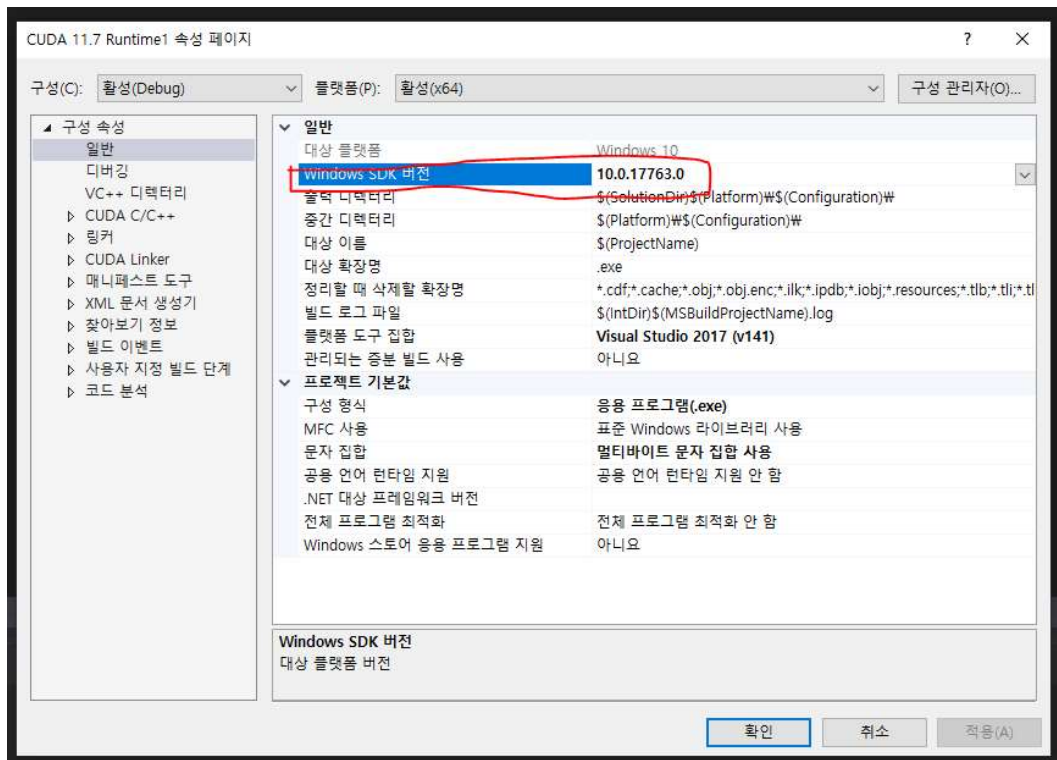 CUDA 11.7 Runtime1 속성 페이지
? ×
구성(C): 활성(Debug) 플랫폼(P): 활성(x64) 구성 관리자(O)...
구성 속성
일반
디버깅
VC++ 디렉터리
CUDA C/C++
링커
CUDA Linker
매니페스트 도구
XML 문서 생성기
찾아보기 정보
빌드 이벤트
사용자 지정 빌드 단계
코드 분석
일반
대상 플랫폼 Windows 10
Windows SDK 버전 10.0.17763.0
출력 디렉터리 $(SolutionDir)$(Platform)₩$(Configuration)₩
중간 디렉터리 $(Platform)₩$(Configuration)₩
대상 이름 $(ProjectName)
대상 확장명 .exe
정리할 때 삭제할 확장명 *.cdf;*.cache;*.obj;*.obj.enc;*.ilk;*.ipdb;*.iobj;*.resources;*.tlb;*.tli;*.tl
빌드 로그 파일 $(IntDir)$(MSBuildProjectName).log
플랫폼 도구 집합 Visual Studio 2017 (v141)
관리되는 증분 빌드 사용 아니요
프로젝트 기본값
구성 형식 응용 프로그램(.exe)
MFC 사용 표준 Windows 라이브러리 사용
문자 집합 멀티바이트 문자 집합 사용
공용 언어 런타임 지원 공용 언어 런타임 지원 안 함
.NET 대상 프레임워크 버전
전체 프로그램 최적화 전체 프로그램 최적화 안 함
Windows 스토어 응용 프로그램 지원 아니요
Windows SDK 버전
대상 플랫폼 버전
확인 취소 적용(A)